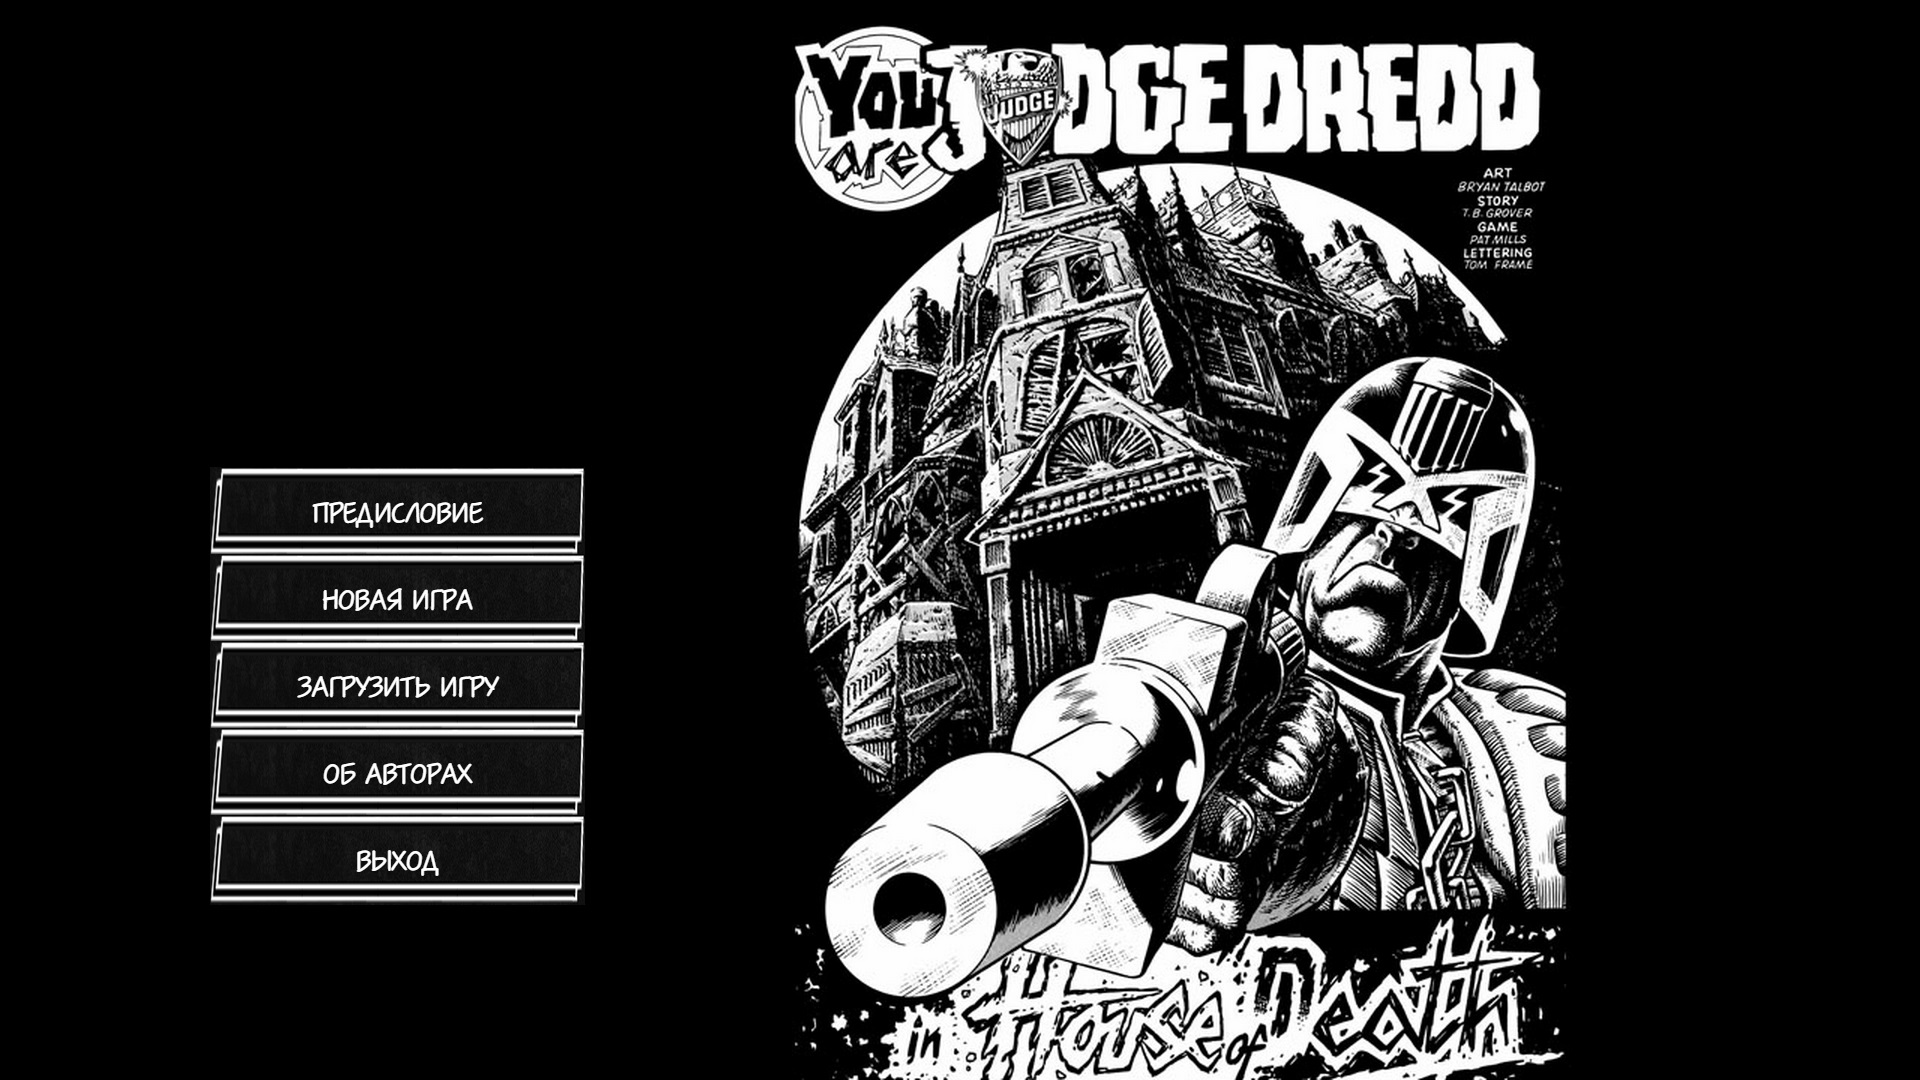 You are JUDGE DREDD
JUDGE
ART
BRYAN TALBOT
STORY
T.B. GROVER
GAME
PAT MILLS
LETTERING
TOM FRAME
ПРЕДИСЛОВИЕ
НОВАЯ ИГРА
ЗАГРУЗИТЬ ИГРУ
ОБ АВТОРАХ
ВЫХОД
in House of Death